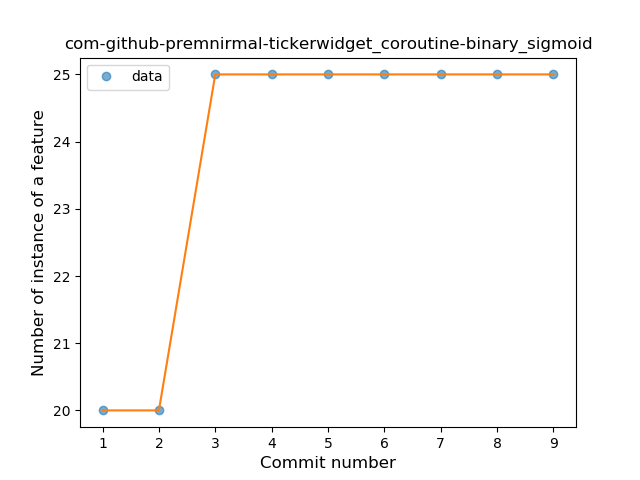 com-github-premnirmal-tickerwidget_coroutine-binary_sigmoid
data
Number of instance of a feature
25
24
23
22
21
20
1 2 3 4 5 6 7 8 9
Commit number